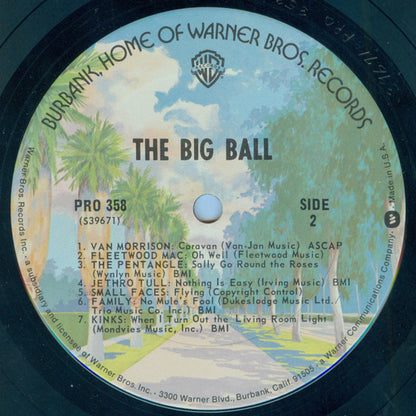 BURBANK, HOME OF WARNER BROS. RECORDS
THE BIG BALL
PRO 358
(S39671)
SIDE
2
1. VAN MORRISON: Caravan (Van-Jan Music) ASCAP
2. FLEETWOOD MAC: Oh Well (Fleetwood Music)
3. THE PENTANGLE: Sally Go Round the Roses
(Wynlyn Music) BMI
4. JETHRO TULL: Nothing Is Easy (Irving Music) BMI
5. SMALL FACES: Flying (Copyright Control)
6. FAMILY: No Mule's Fool (Dukeslodge Music Ltd./
Trio Music Co. Inc.) BMI
7. KINKS: When I Turn Out the Living Room Light
(Mondvies Music, Inc.) BMI
Warner Bros. Records Inc., a subsidiary and licensee of Warner Bros. Inc. · 3300 Warner Blvd., Burbank, Calif. 91505 · a Warner Communications Company · Made in U.S.A.